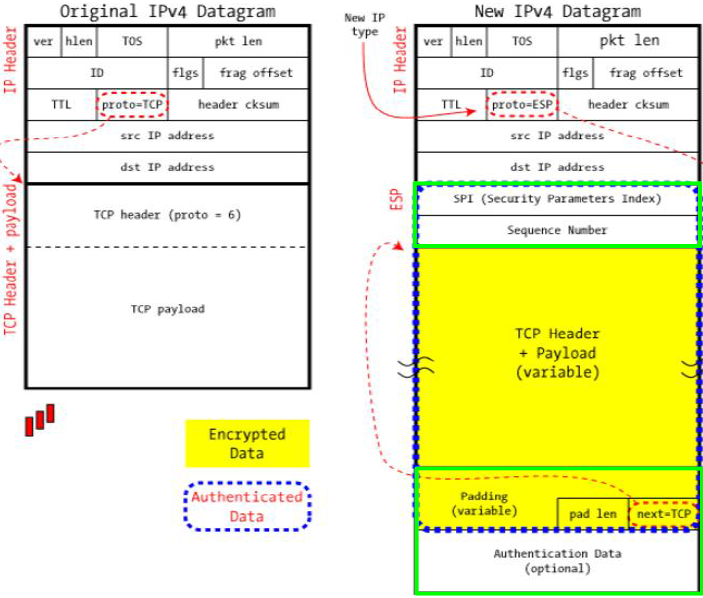 Original IPv4 Datagram
IP Header
ver hlen TOS pkt len
ID flgs frag offset
TTL proto=TCP header cksum
src IP address
dst IP address
TCP Header + payload
TCP header (proto = 6)
TCP payload
Encrypted
Data
Authenticated
Data
New IP
type
New IPv4 Datagram
IP Header
ver hlen TOS pkt len
ID flgs frag offset
TTL proto=ESP header cksum
src IP address
dst IP address
ESP
SPI (Security Parameters Index)
Sequence Number
TCP Header
+ Payload
(variable)
Padding
(variable)
pad len next=TCP
Authentication Data
(optional)